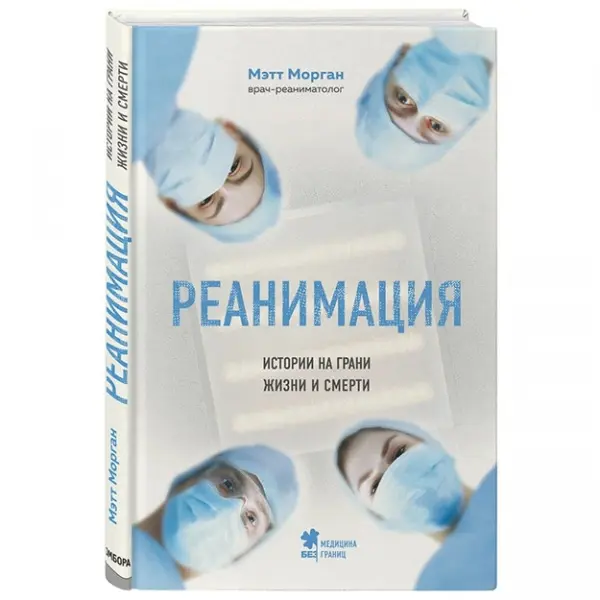 Мэтт Морган
врач-реаниматолог
РЕАНИМАЦИЯ
ИСТОРИИ НА ГРАНИ
ЖИЗНИ И СМЕРТИ
МЕДИЦИНА
БЕЗ ГРАНИЦ
ИСТОРИИ НА ГРАНИ
ЖИЗНИ И СМЕРТИ
РЕАНИМАЦИЯ
Мэтт Морган